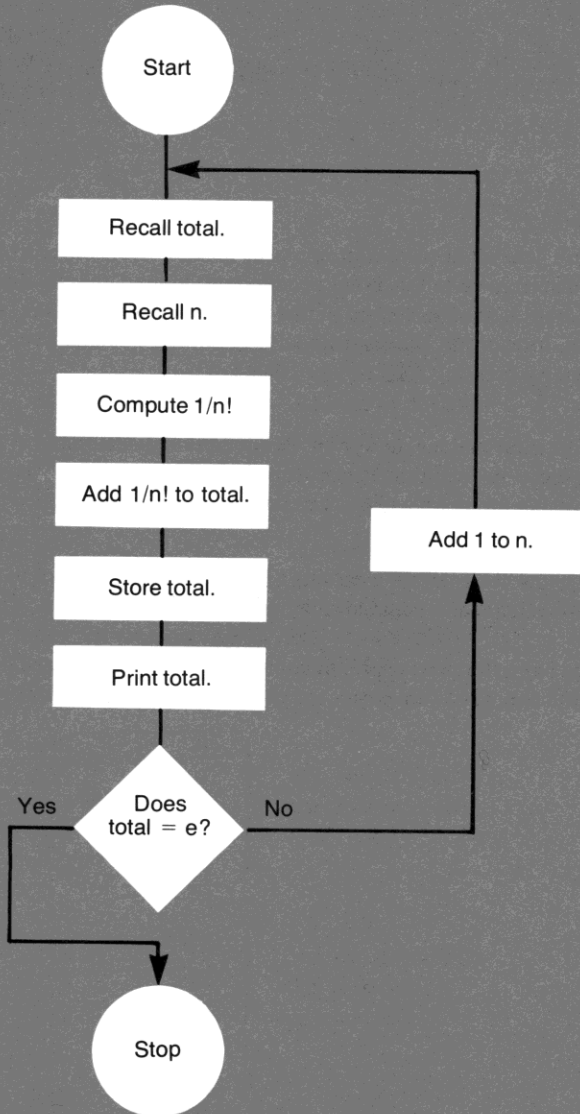 Start
Recall total.
Recall n.
Compute 1/n!
Add 1/n! to total.
Store total.
Print total.
Does
total = e?
Yes
No
Add 1 to n.
Stop